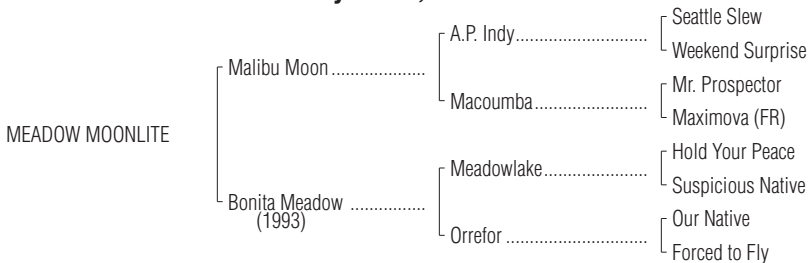 Seattle Slew
A.P. Indy..................................
Weekend Surprise
Malibu Moon ....................
Mr. Prospector
Macoumba.............................
Maximova (FR)
MEADOW MOONLITE
Hold Your Peace
Meadowlake.........................
Suspicious Native
Bonita Meadow ................
(1993)
Our Native
Orrefor ...................................
Forced to Fly